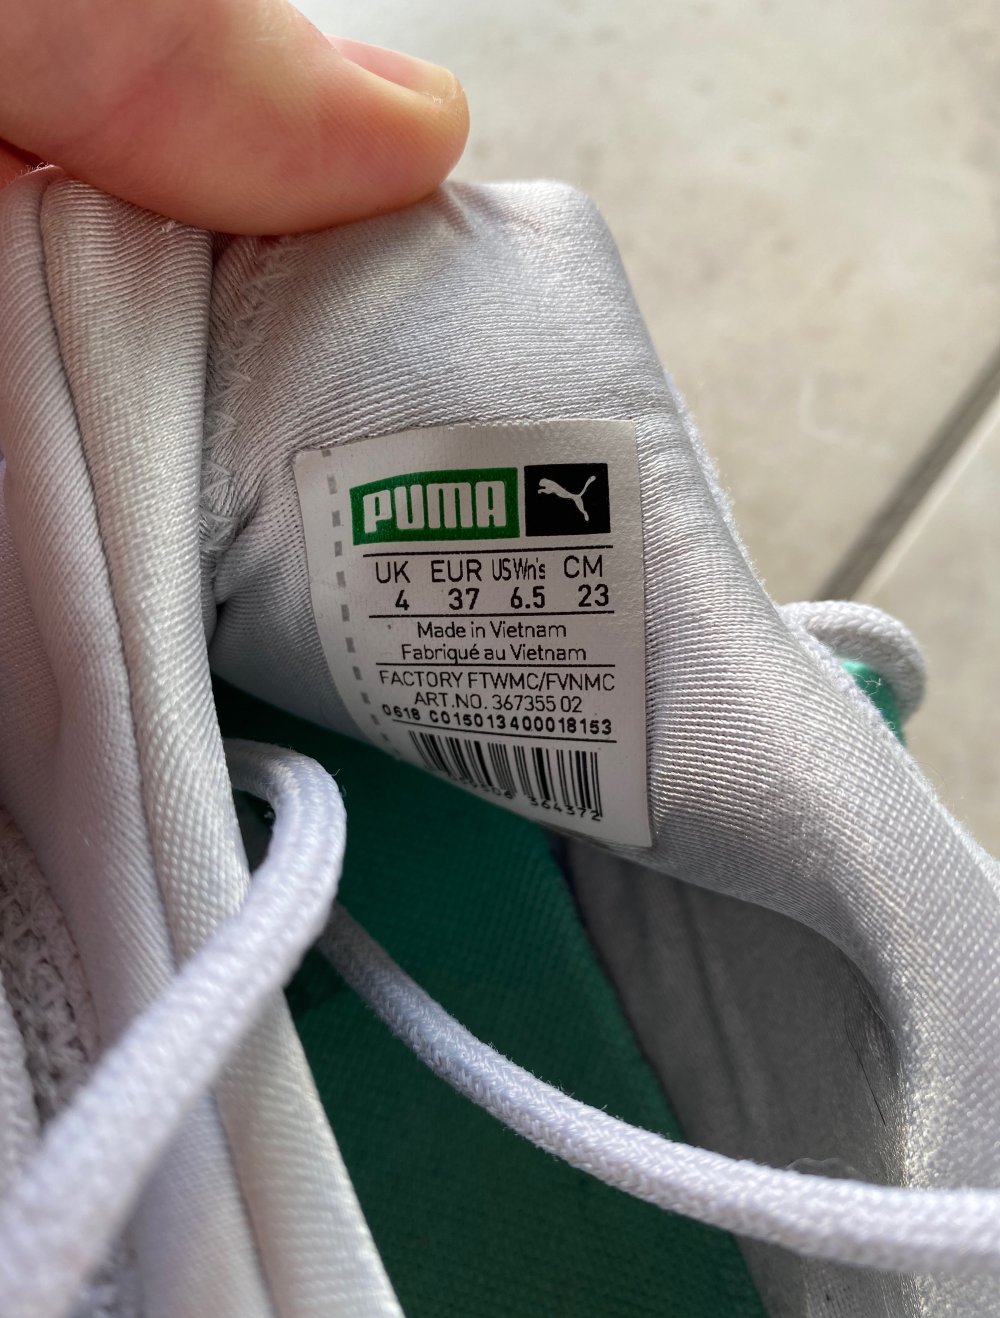 PUMA
UK EUR US Wn's CM
4 37 6.5 23
Made in Vietnam
Fabriqué au Vietnam
FACTORY FTWMC/FVNMC
ART.NO. 367355 02
0618 C015013400018153
364372